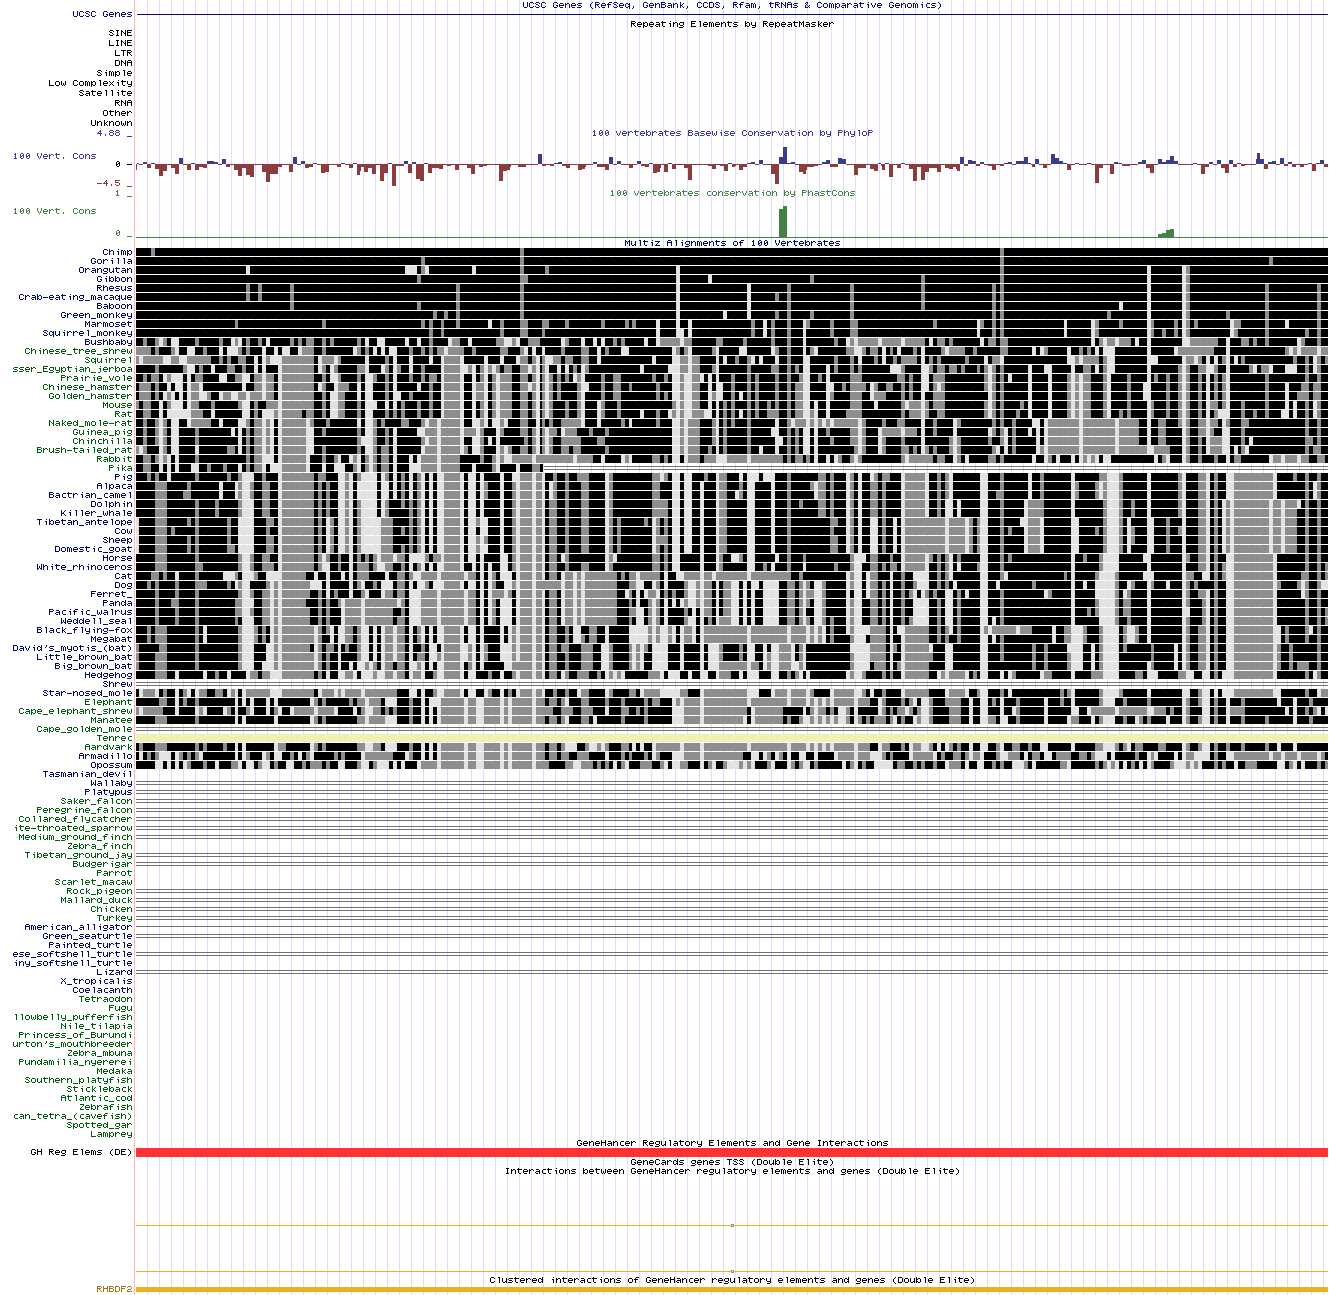 UCSC Genes (RefSeq, GenBank, CCDS, Rfam, tRNAs & Comparative Genomics)
UCSC Genes
Repeating Elements by RepeatMasker
SINE
LINE
LTR
DNA
Simple
Low Complexity
Satellite
RNA
Other
Unknown
4.88 _
100 vertebrates Basewise Conservation by PhyloP
100 Vert. Cons
0 _
-4.5 _
100 vertebrates conservation by PhastCons
1 _
100 Vert. Cons
0 _
Multiz Alignments of 100 Vertebrates
Chimp
Gorilla
Orangutan
Gibbon
Rhesus
Crab-eating_macaque
Baboon
Green_monkey
Marmoset
Squirrel_monkey
Bushbaby
Chinese_tree_shrew
Squirrel
sser_Egyptian_jerboa
Prairie_vole
Chinese_hamster
Golden_hamster
Mouse
Rat
Naked_mole-rat
Guinea_pig
Chinchilla
Brush-tailed_rat
Rabbit
Pika
Pig
Alpaca
Bactrian_camel
Dolphin
Killer_whale
Tibetan_antelope
Cow
Sheep
Domestic_goat
Horse
White_rhinoceros
Cat
Dog
Ferret_
Panda
Pacific_walrus
Weddell_seal
Black_flying-fox
Megabat
David's_myotis_(bat)
Little_brown_bat
Big_brown_bat
Hedgehog
Shrew
Star-nosed_mole
Elephant
Cape_elephant_shrew
Manatee
Cape_golden_mole
Tenrec
Aardvark
Armadillo
Opossum
Tasmanian_devil
Wallaby
Platypus
Saker_falcon
Peregrine_falcon
Collared_flycatcher
ite-throated_sparrow
Medium_ground_finch
Zebra_finch
Tibetan_ground_jay
Budgerigar
Parrot
Scarlet_macaw
Rock_pigeon
Mallard_duck
Chicken
Turkey
American_alligator
Green_seaturtle
Painted_turtle
ese_softshell_turtle
iny_softshell_turtle
Lizard
X_tropicalis
Coelacanth
Tetraodon
Fugu
llowbelly_pufferfish
Nile_tilapia
Princess_of_Burundi
urton's_mouthbreeder
Zebra_mbuna
Pundamilia_nyererei
Medaka
Southern_platyfish
Stickleback
Atlantic_cod
Zebrafish
can_tetra_(cavefish)
Spotted_gar
Lamprey
GeneHancer Regulatory Elements and Gene Interactions
GH Reg Elems (DE)
GeneCards genes TSS (Double Elite)
Interactions between GeneHancer regulatory elements and genes (Double Elite)
Clustered interactions of GeneHancer regulatory elements and genes (Double Elite)
RHBDF2